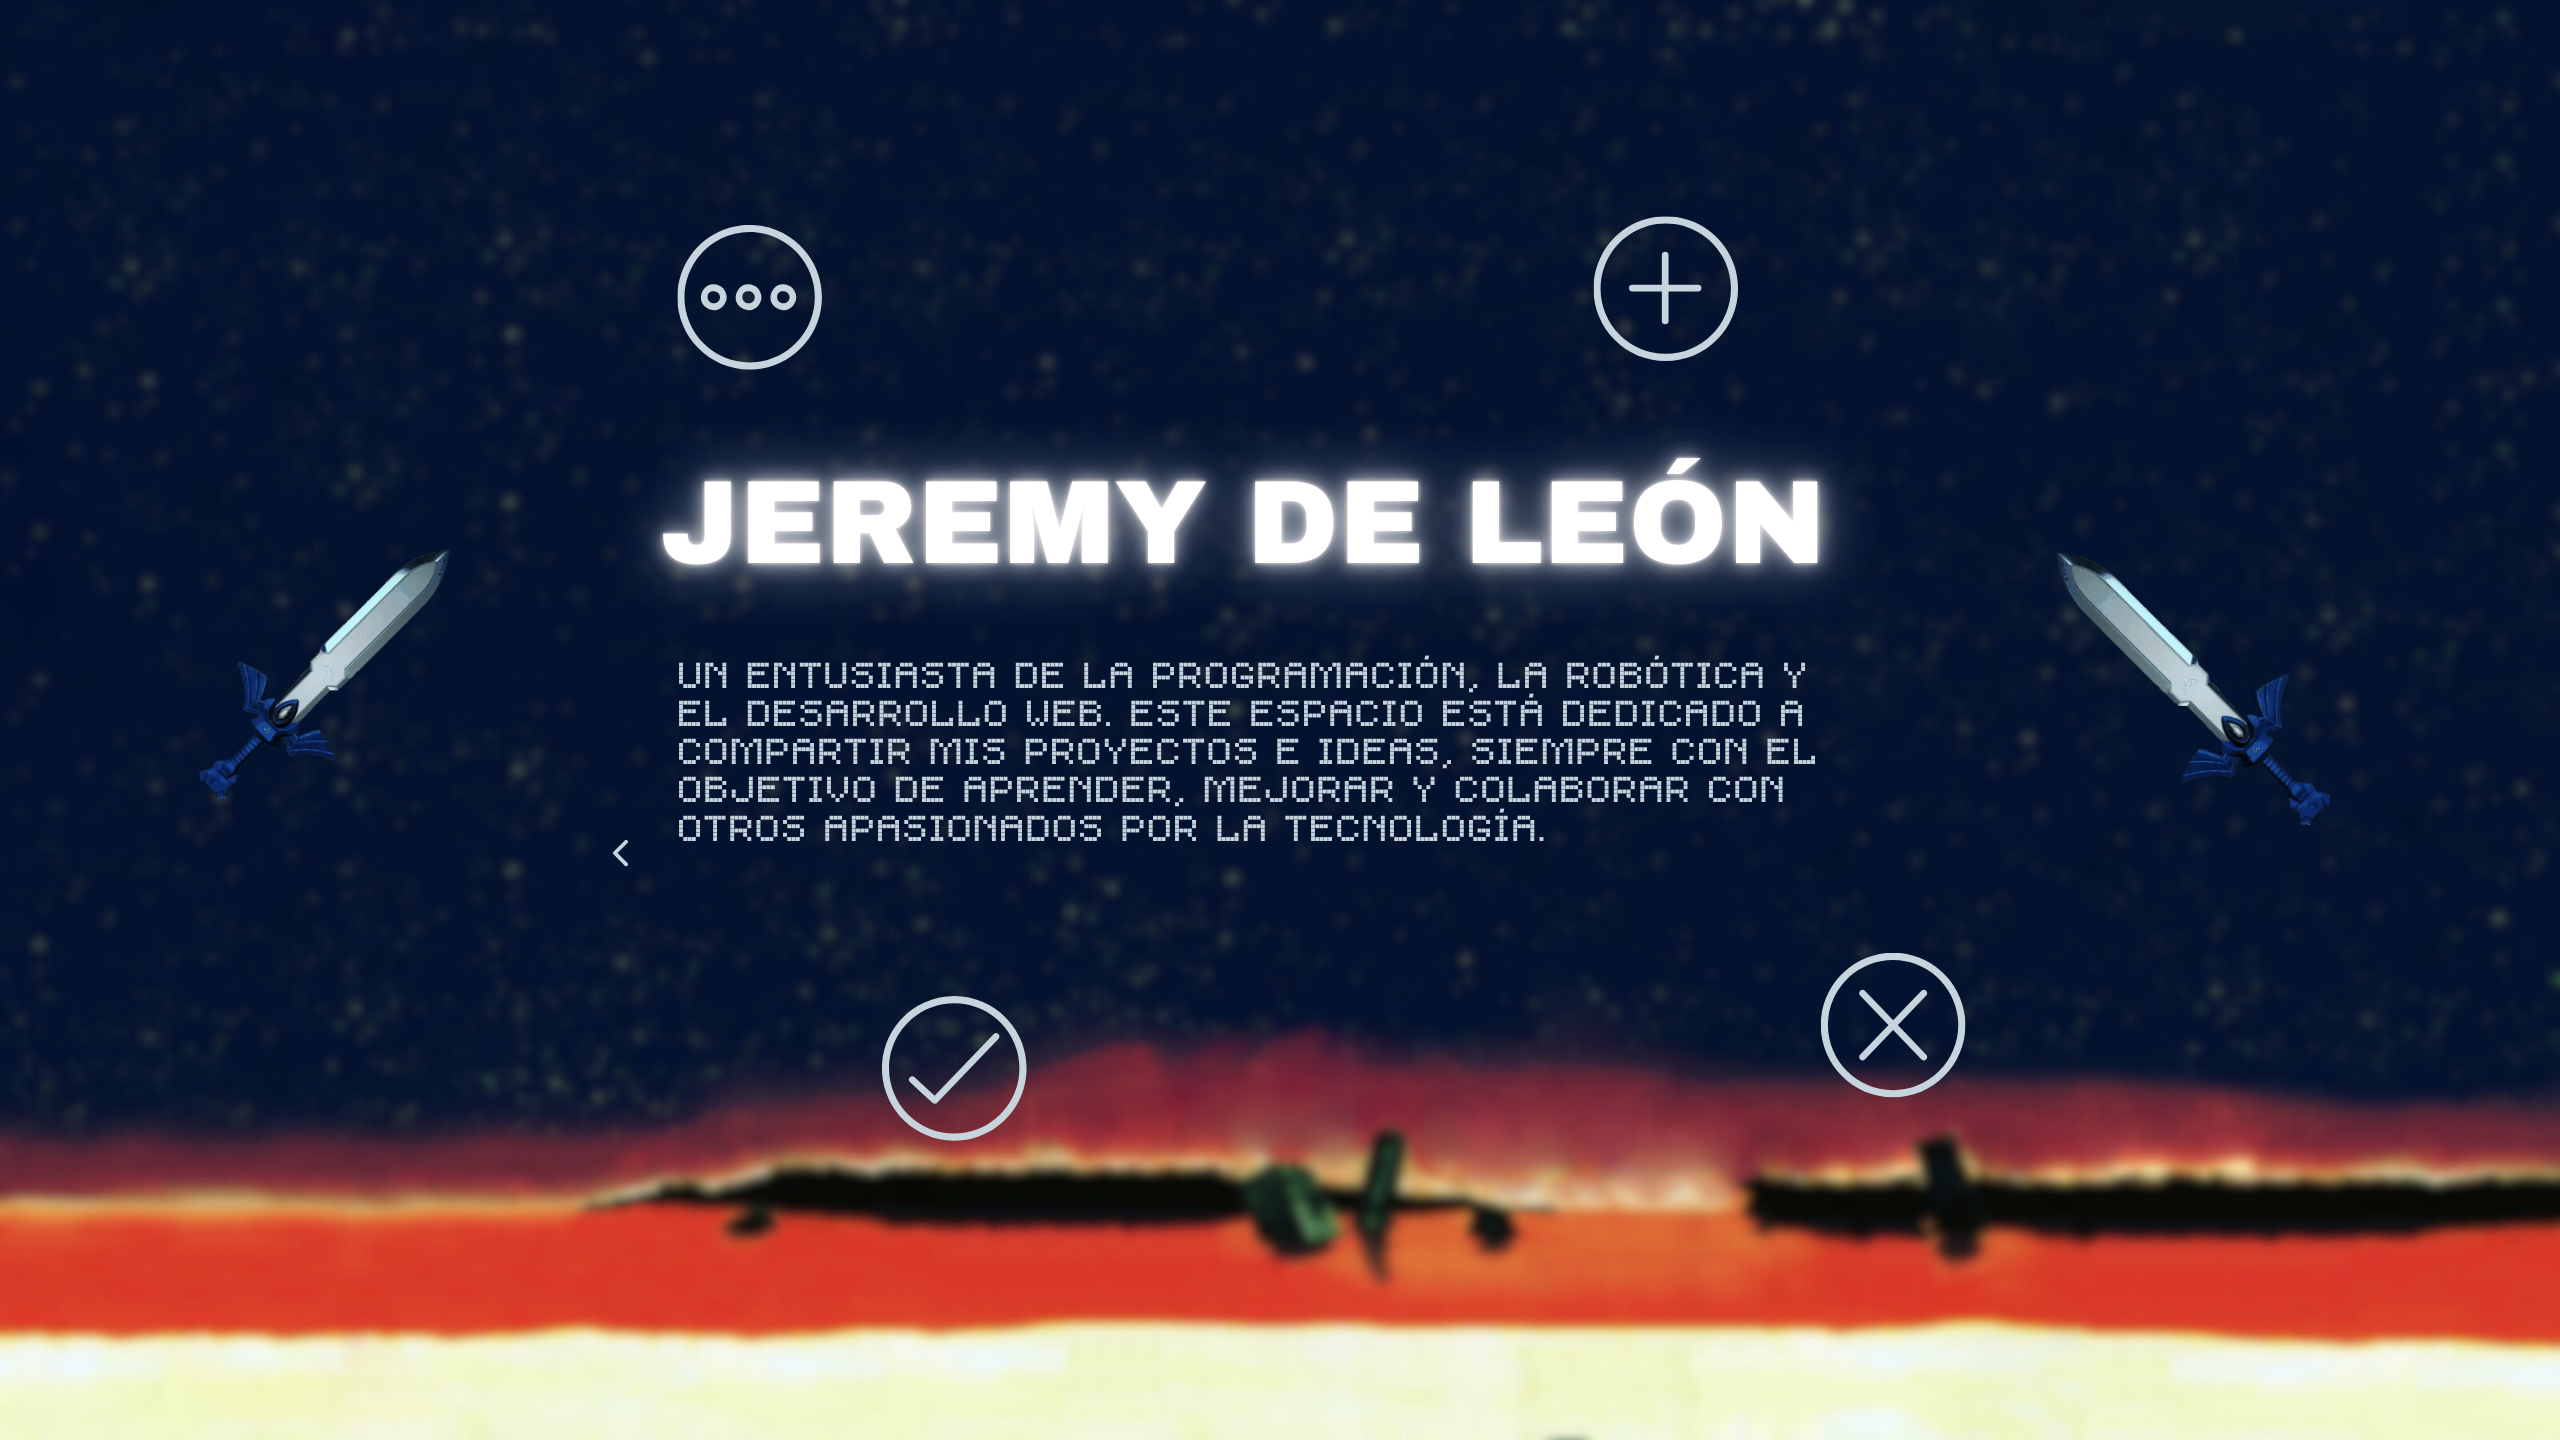 JEREMY DE LEÓN
UN ENTUSIASTA DE LA PROGRAMACIÓN, LA ROBÓTICA Y
EL DESARROLLO WEB. ESTE ESPACIO ESTÁ DEDICADO A
COMPARTIR MIS PROYECTOS E IDEAS, SIEMPRE CON EL
OBJETIVO DE APRENDER, MEJORAR Y COLABORAR CON
OTROS APASIONADOS POR LA TECNOLOGÍA.